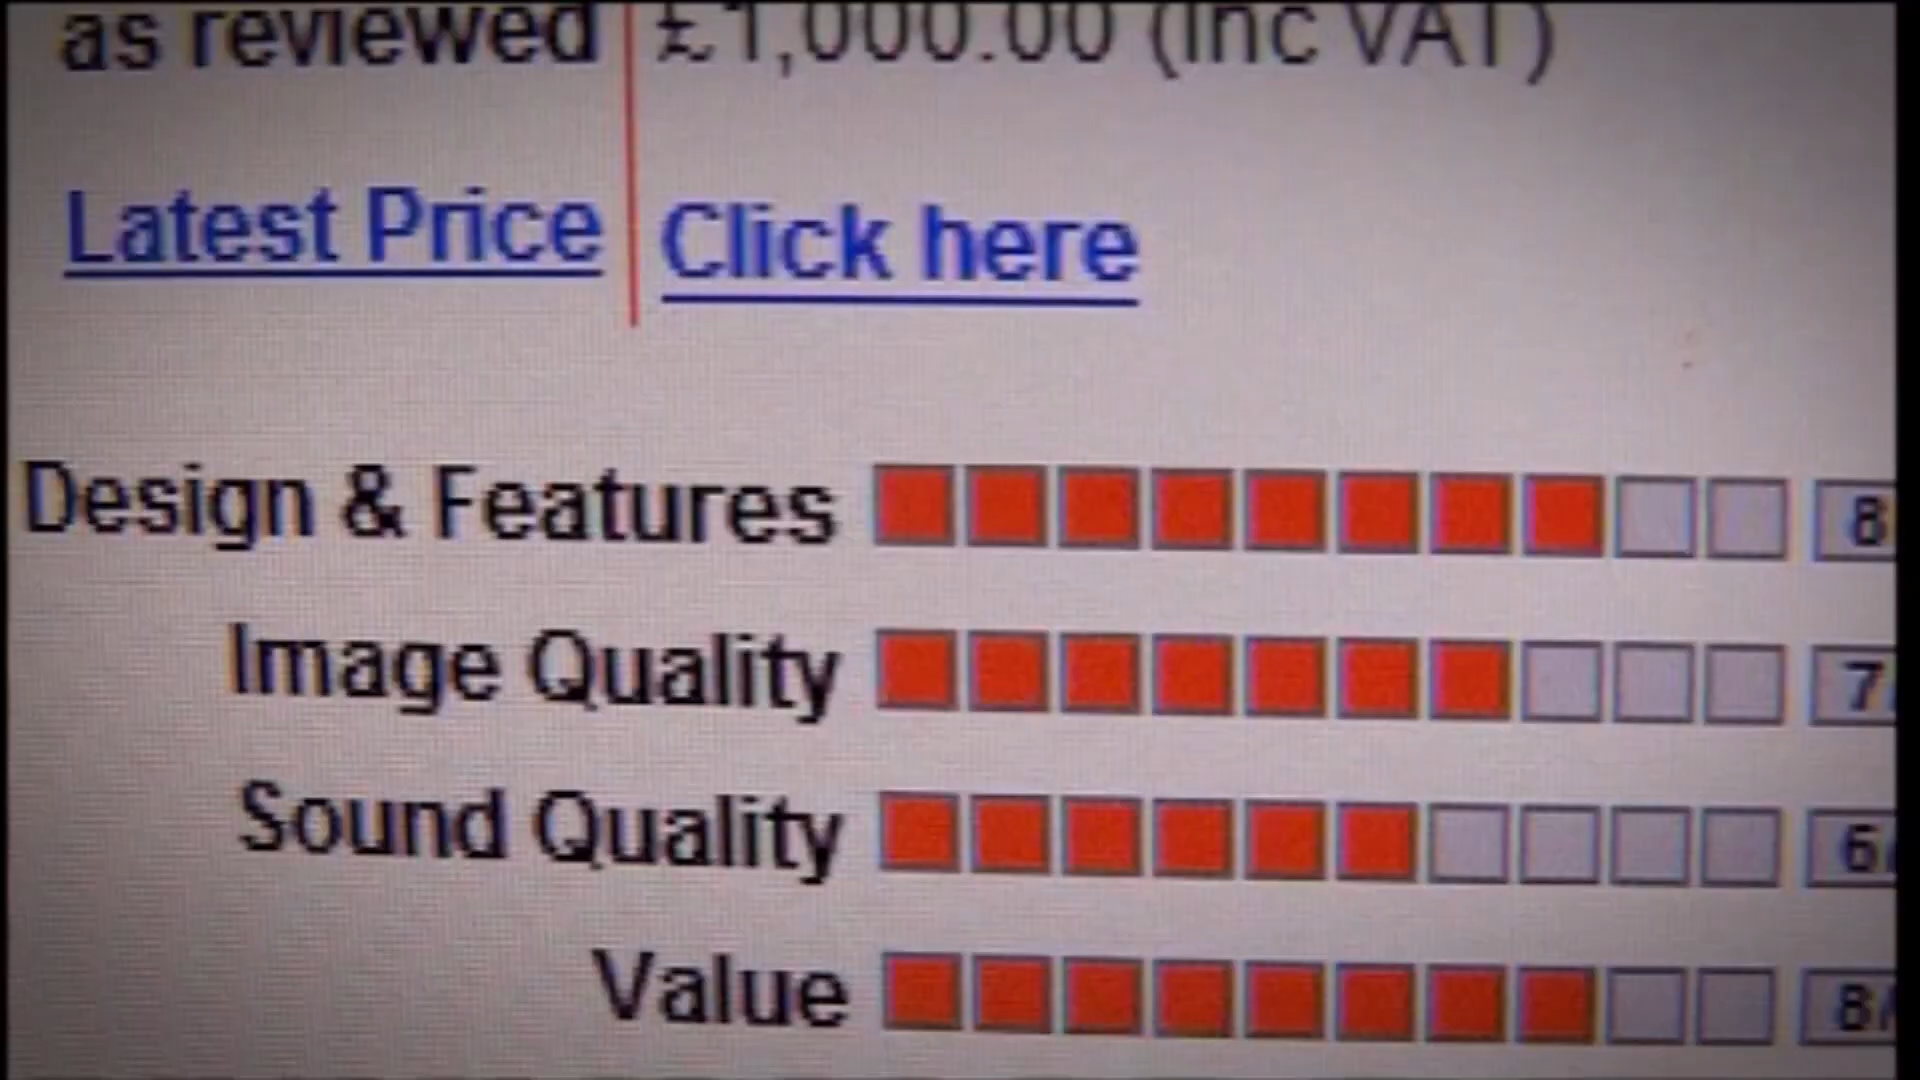 as reviewed £1,000.00 (inc VAT)
Latest Price Click here
Design & Features 8
Image Quality 7
Sound Quality 6/
Value 8/